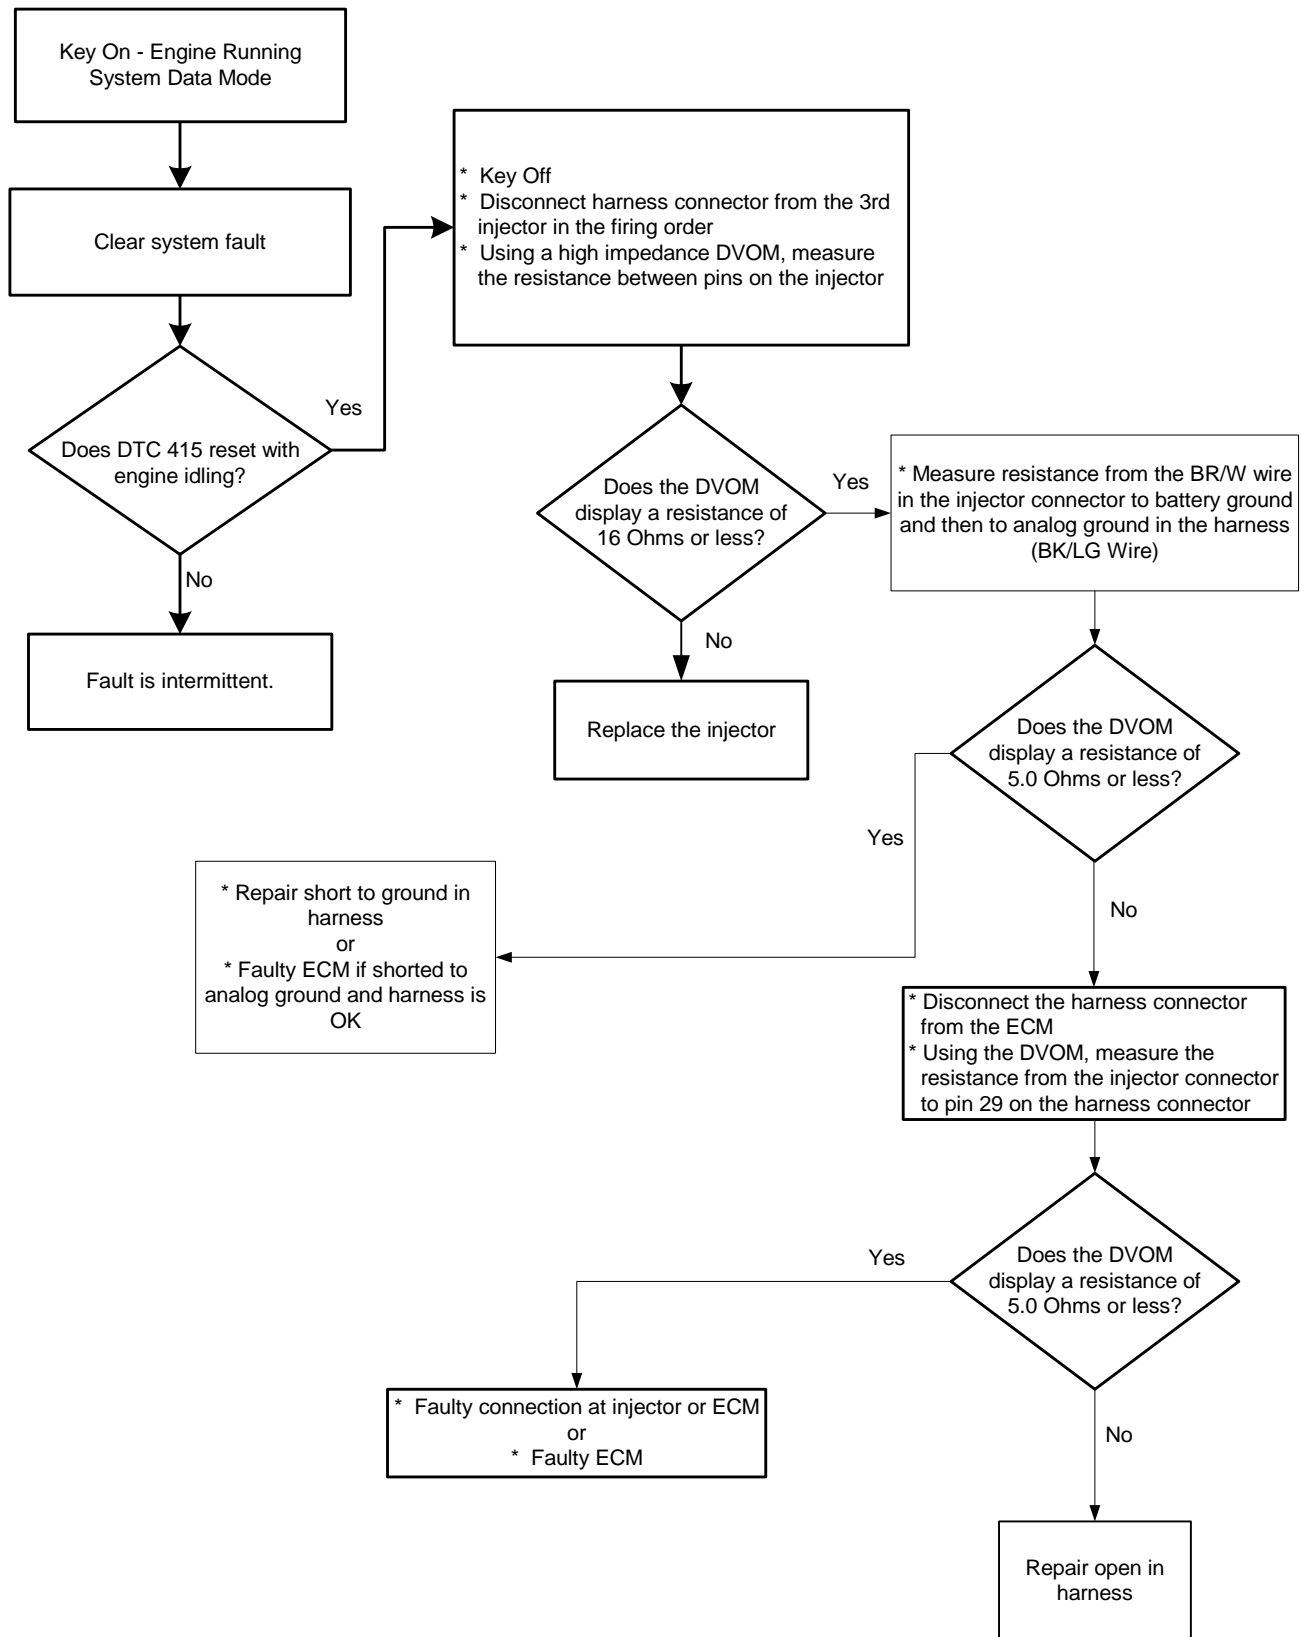 Key On - Engine Running
System Data Mode
Clear system fault
Does DTC 415 reset with
engine idling?
Yes
No
Fault is intermittent.
* Key Off
* Disconnect harness connector from the 3rd
injector in the firing order
* Using a high impedance DVOM, measure
the resistance between pins on the injector
Does the DVOM
display a resistance of
16 Ohms or less?
Yes
No
Replace the injector
* Measure resistance from the BR/W wire
in the injector connector to battery ground
and then to analog ground in the harness
(BK/LG Wire)
Does the DVOM
display a resistance of
5.0 Ohms or less?
Yes
No
* Repair short to ground in
harness
or
* Faulty ECM if shorted to
analog ground and harness is
OK
* Disconnect the harness connector
from the ECM
* Using the DVOM, measure the
resistance from the injector connector
to pin 29 on the harness connector
Does the DVOM
display a resistance of
5.0 Ohms or less?
Yes
No
* Faulty connection at injector or ECM
or
* Faulty ECM
Repair open in
harness